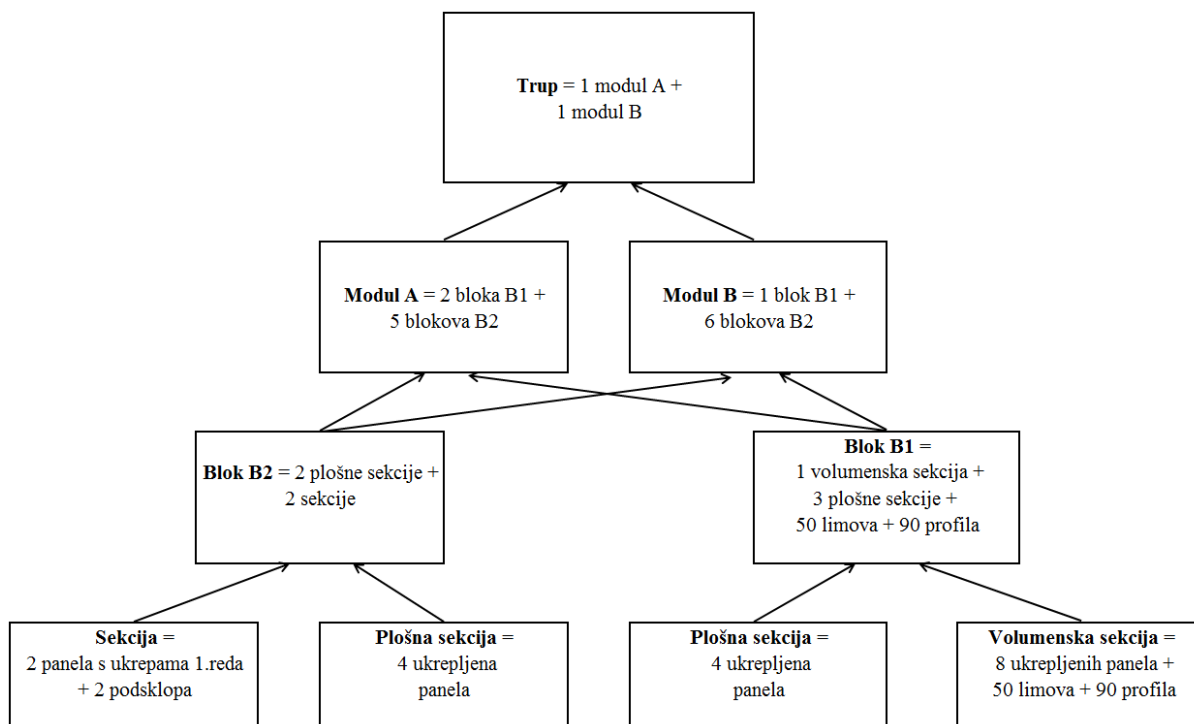 Trup = 1 modul A +
1 modul B
Modul A = 2 bloka B1 +
5 blokova B2
Modul B = 1 blok B1 +
6 blokova B2
Blok B2 = 2 plošne sekcije +
2 sekcije
Blok B1 =
1 volumenska sekcija +
3 plošne sekcije +
50 limova + 90 profila
Sekcija =
2 panela s ukrepama 1.reda
+ 2 podsklopa
Plošna sekcija =
4 ukrepljena
panela
Plošna sekcija =
4 ukrepljena
panela
Volumenska sekcija =
8 ukrepljenih panela +
50 limova + 90 profila